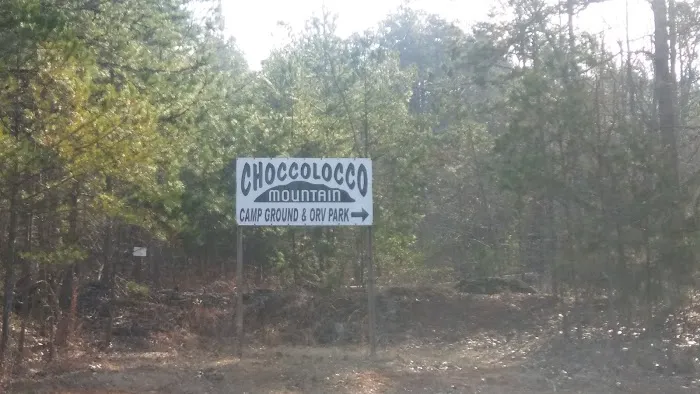 CHOCCOLOCCO
MOUNTAIN
CAMP GROUND & ORV PARK